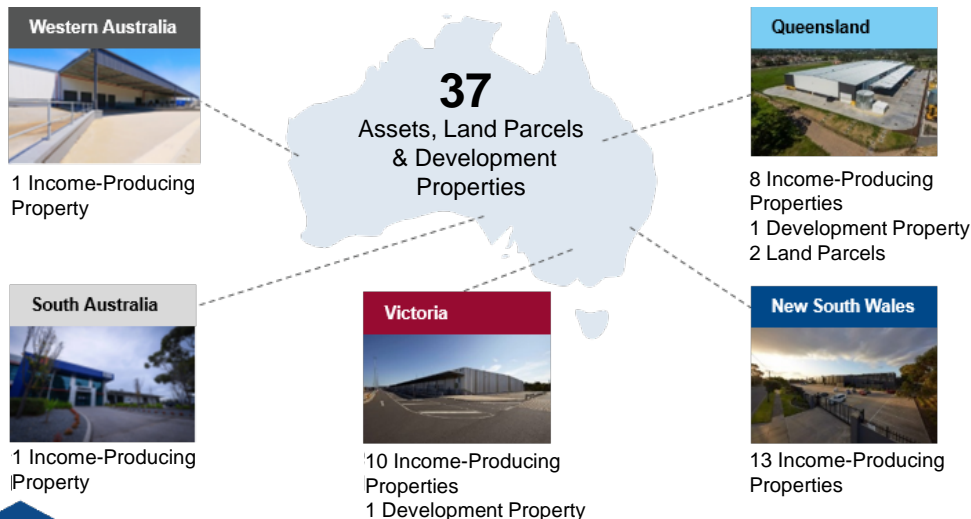 Western Australia
1 Income-Producing
Property
37
Assets, Land Parcels
& Development
Properties
Queensland
8 Income-Producing
Properties
1 Development Property
2 Land Parcels
South Australia
1 Income-Producing
Property
Victoria
10 Income-Producing
Properties
1 Development Property
New South Wales
13 Income-Producing
Properties